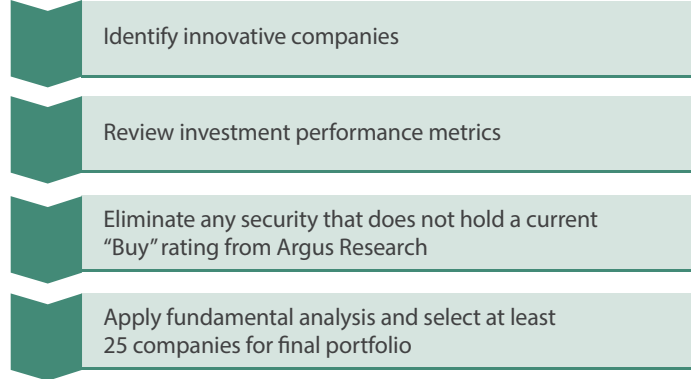 Identify innovative companies
Review investment performance metrics
Eliminate any security that does not hold a current
“Buy” rating from Argus Research
Apply fundamental analysis and select at least
25 companies for final portfolio